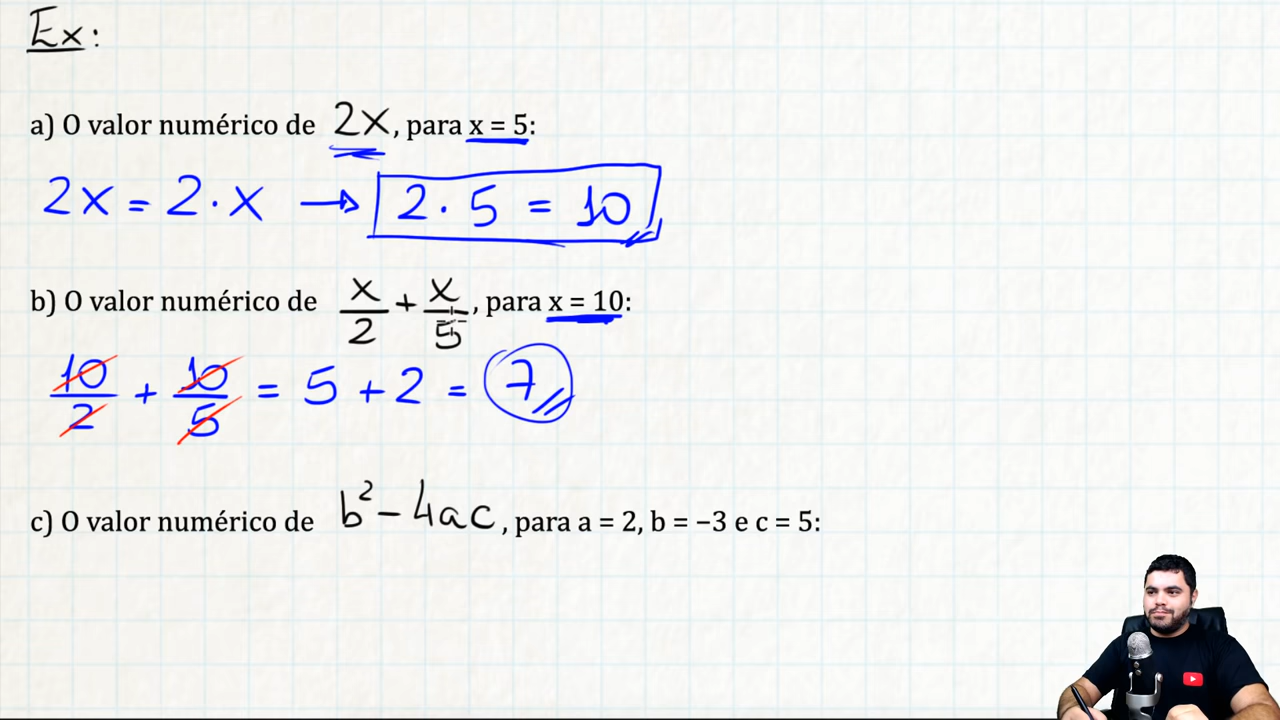 Ex:
a) O valor numérico de 2x, para x = 5:
2x = 2·x → 2·5 = 10
b) O valor numérico de x/2 + x/5, para x = 10:
10/2 + 10/5 = 5 + 2 = 7
c) O valor numérico de b² − 4ac, para a = 2, b = −3 e c = 5: